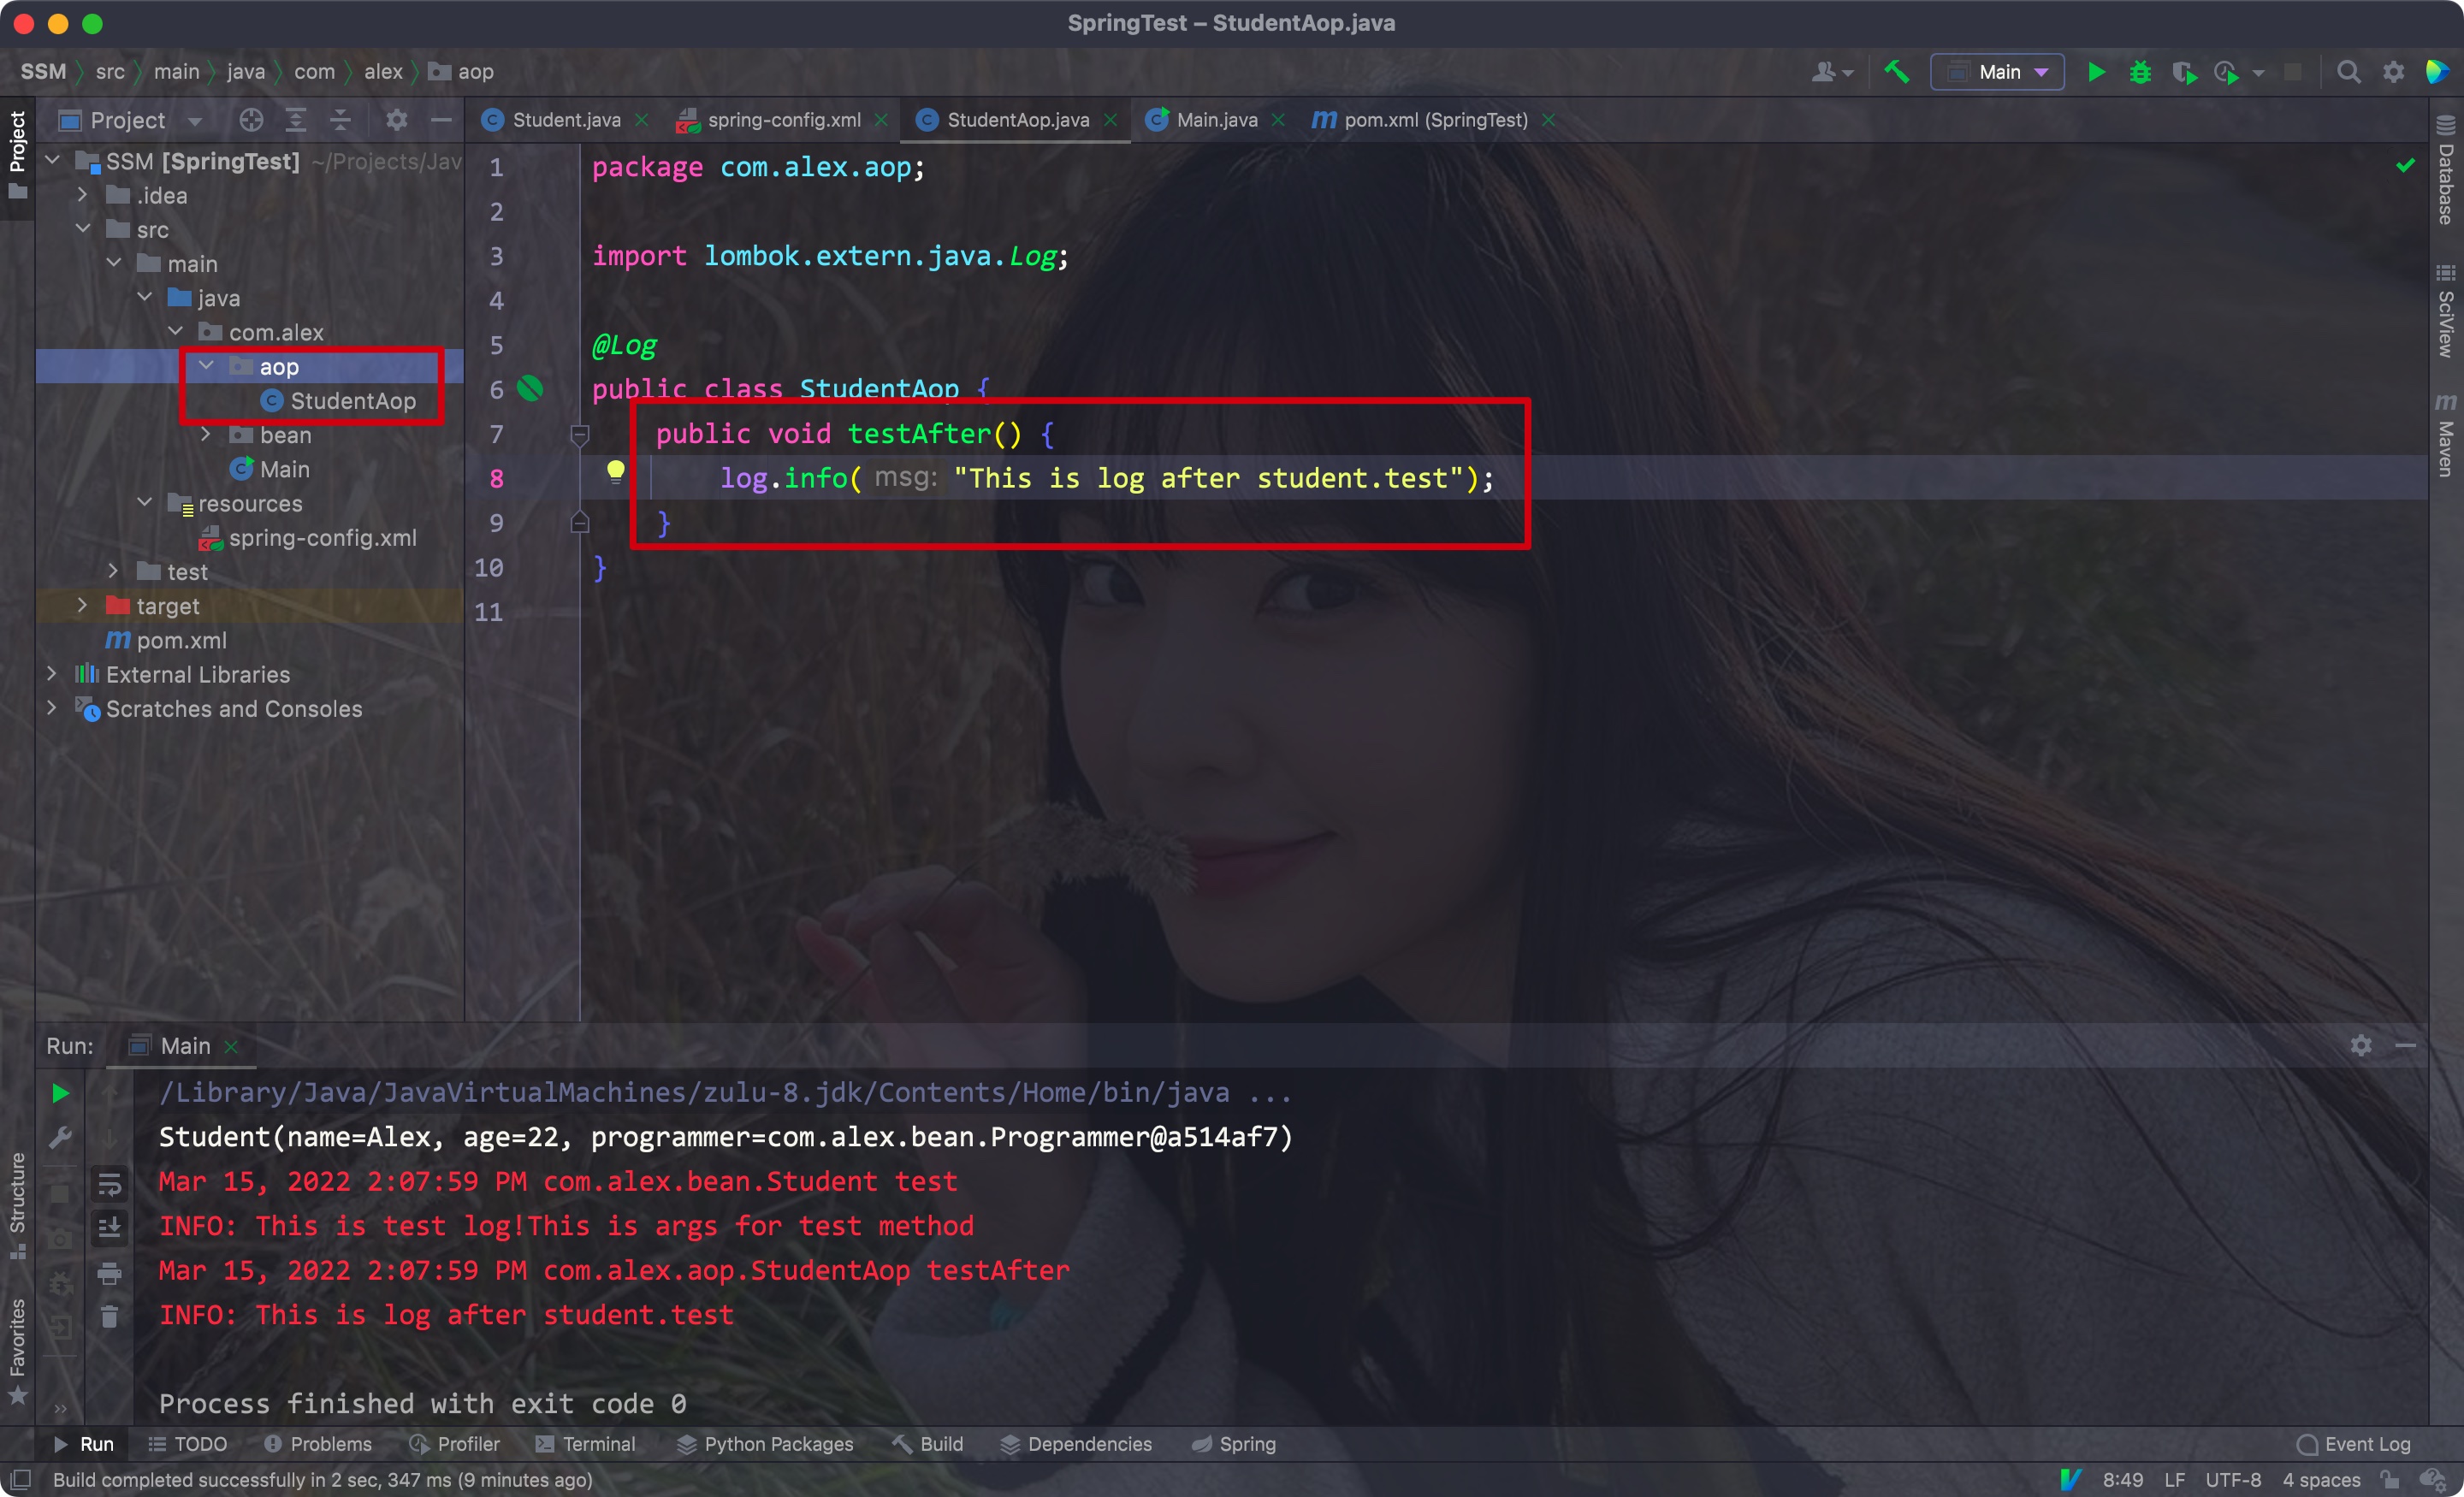 SpringTest – StudentAop.java
SSM src main java com alex aop
Main
Project
Project
SSM [SpringTest] ~/Projects/Jav
.idea
src
main
java
com.alex
aop
StudentAop
bean
Main
resources
spring-config.xml
test
target
pom.xml
External Libraries
Scratches and Consoles
Student.java
spring-config.xml
StudentAop.java
Main.java
pom.xml (SpringTest)
1 package com.alex.aop;
2
3 import lombok.extern.java.Log;
4
5 @Log
6 public class StudentAop {
7 public void testAfter() {
8 log.info( msg: "This is log after student.test");
9 }
10 }
11
Database
SciView
Maven
Run: Main
/Library/Java/JavaVirtualMachines/zulu-8.jdk/Contents/Home/bin/java ...
Student(name=Alex, age=22, programmer=com.alex.bean.Programmer@a514af7)
Mar 15, 2022 2:07:59 PM com.alex.bean.Student test
INFO: This is test log!This is args for test method
Mar 15, 2022 2:07:59 PM com.alex.aop.StudentAop testAfter
INFO: This is log after student.test
Process finished with exit code 0
Structure
Favorites
Run TODO Problems Profiler Terminal Python Packages Build Dependencies Spring Event Log
Build completed successfully in 2 sec, 347 ms (9 minutes ago) 8:49 LF UTF-8 4 spaces